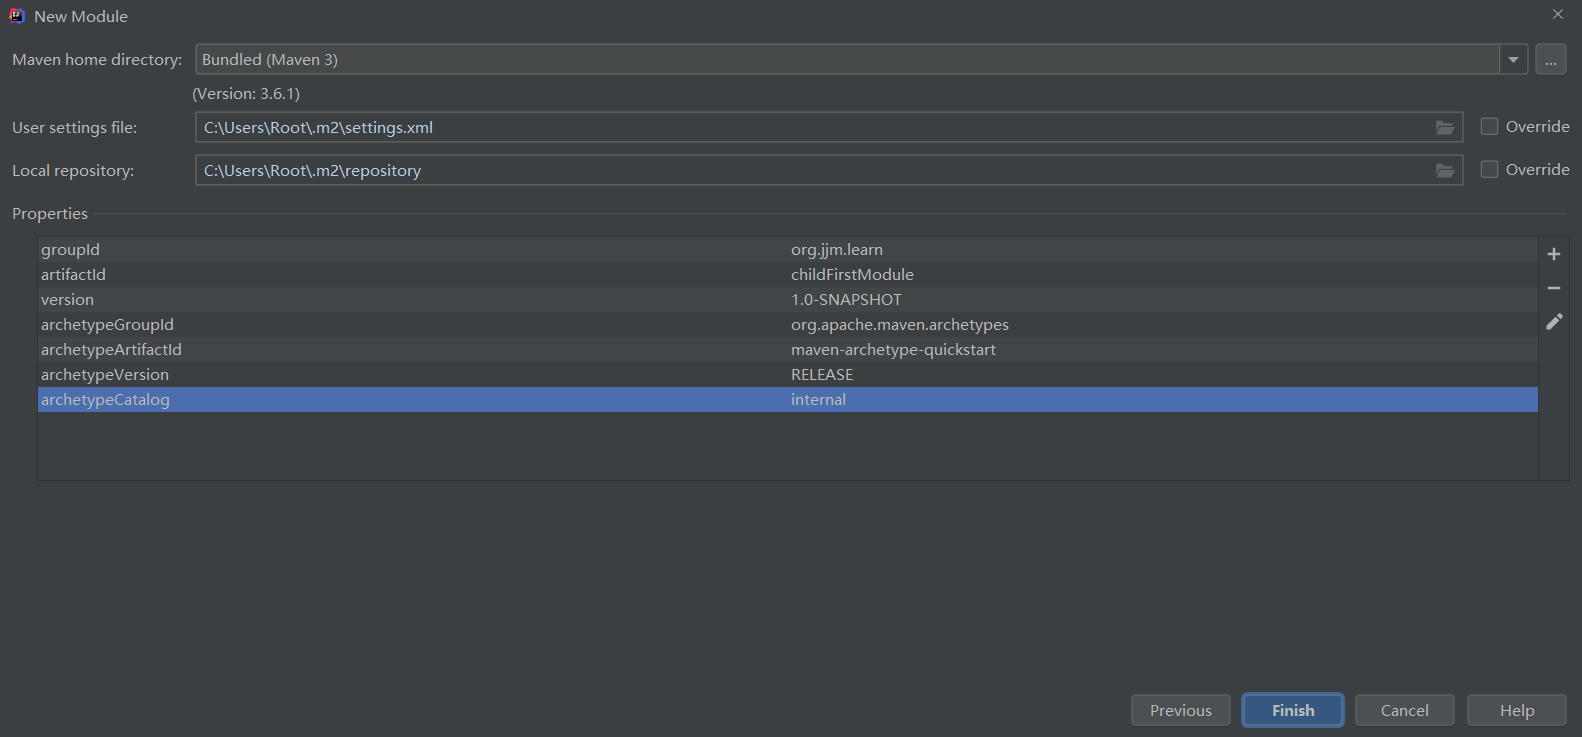 New Module
Maven home directory: Bundled (Maven 3) ...
(Version: 3.6.1)
User settings file: C:\Users\Root\.m2\settings.xml Override
Local repository: C:\Users\Root\.m2\repository Override
Properties
groupId org.jjm.learn
artifactId childFirstModule
version 1.0-SNAPSHOT
archetypeGroupId org.apache.maven.archetypes
archetypeArtifactId maven-archetype-quickstart
archetypeVersion RELEASE
archetypeCatalog internal
Previous Finish Cancel Help